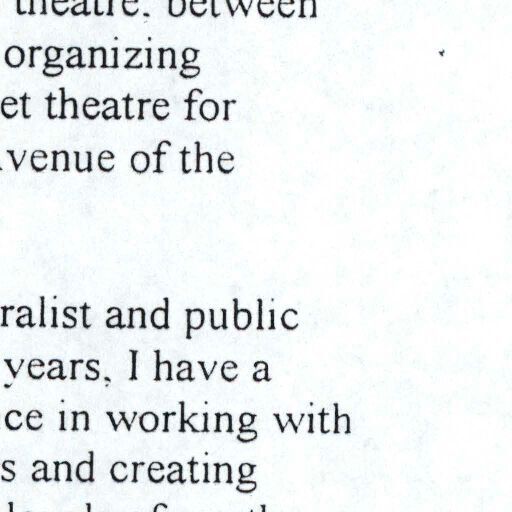 theatre, between
organizing
et theatre for
venue of the
ralist and public
years, I have a
ce in working with
s and creating